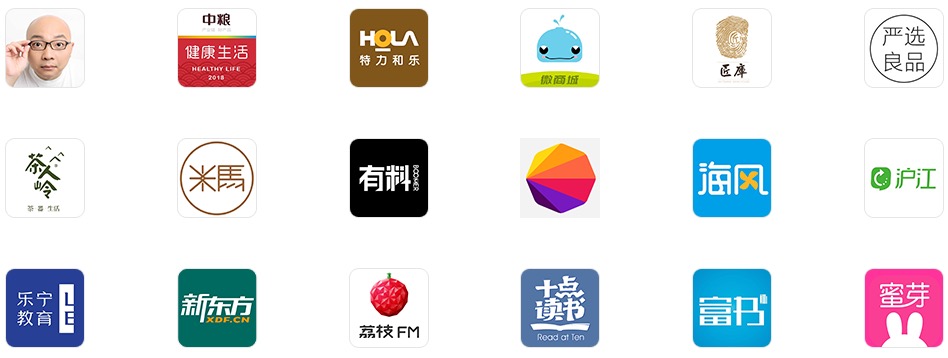 中粮
健康生活
HEALTHY LIFE
2018
HOLA
特力和乐
微商城
匠库
严选
良品
茶人岭
茶 器 生活
米馬
有料
海风
沪江
乐宁
教育
LE
新东方
XDF.CN
荔枝FM
十点
读书
Read at Ten
富书
蜜芽